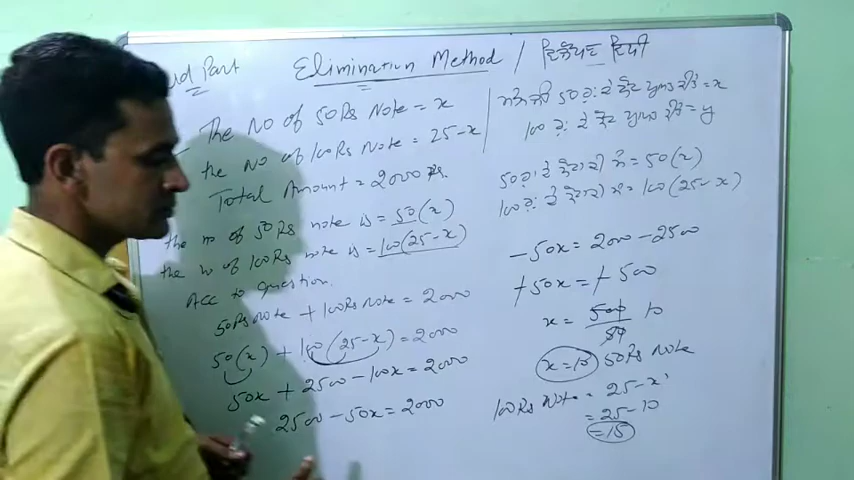 ud Part
Elimination Method / ਵਿਲੋਪਣ ਵਿਧੀ
The No of 50Rs Note = x
the No of 100Rs Note = 25-x
Total Amount = 2000 Rs.
the no of 50Rs note is = 50(x)
the no of 100Rs note is = 100(25-x)
Acc to question.
50Rs note + 100Rs note = 2000
50(x) + 100(25-x) = 2000
50x + 2500 - 100x = 2000
2500 - 50x = 2000
50 ਰੁ: ਦੇ ਨੋਟ = x
100 ਰੁ: ਦੇ ਨੋਟ = y
50 ਰੁ: ਦੇ = 50(x)
100 ਰੁ: ਦੇ = 100(25-x)
-50x = 2000 - 2500
+50x = +500
x = 500/50 10
x = 10 50Rs Note
100Rs Note = 25-x
= 25-10
= 15